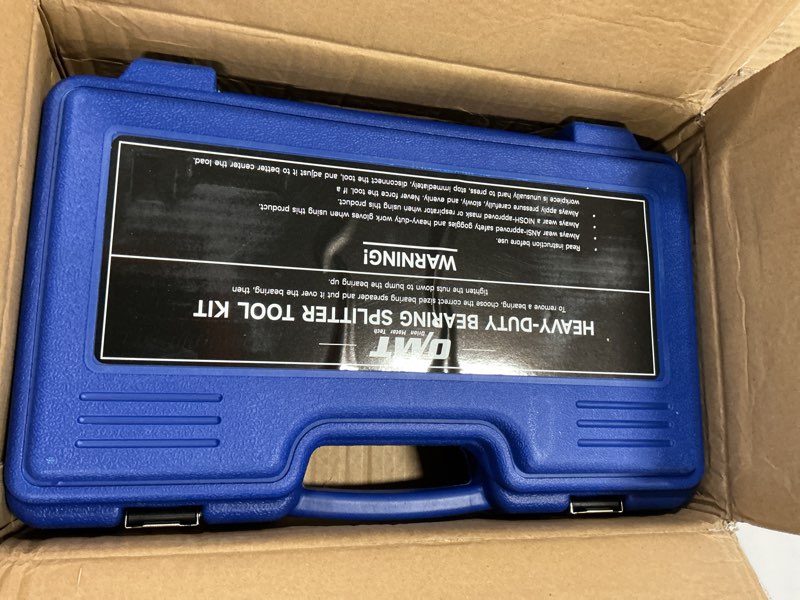 OMT
Orion Motor Tech
HEAVY-DUTY BEARING SPLITTER TOOL KIT
To remove a bearing, choose the correct sized bearing spreader and put it over the bearing, then
tighten the nuts down to bump the bearing up.
WARNING!
• Read instruction before use.
• Always wear ANSI-approved safety goggles and heavy-duty work gloves when using this product.
• Always wear a NIOSH-approved mask or respirator when using this product.
• Always apply pressure carefully, slowly, and evenly. Never force the tool. If a
workpiece is unusually hard to press, stop immediately, disconnect the tool, and adjust it to better center the load.